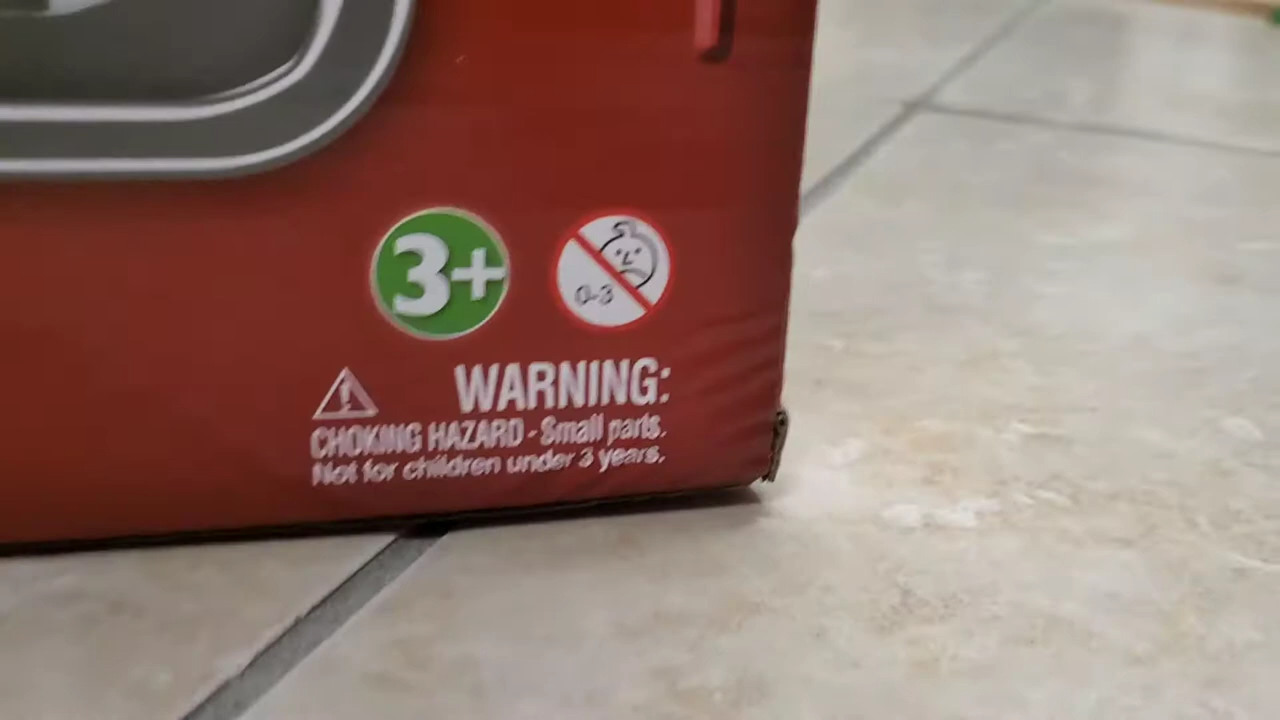 3+
0-3
WARNING:
CHOKING HAZARD - Small parts.
Not for children under 3 years.